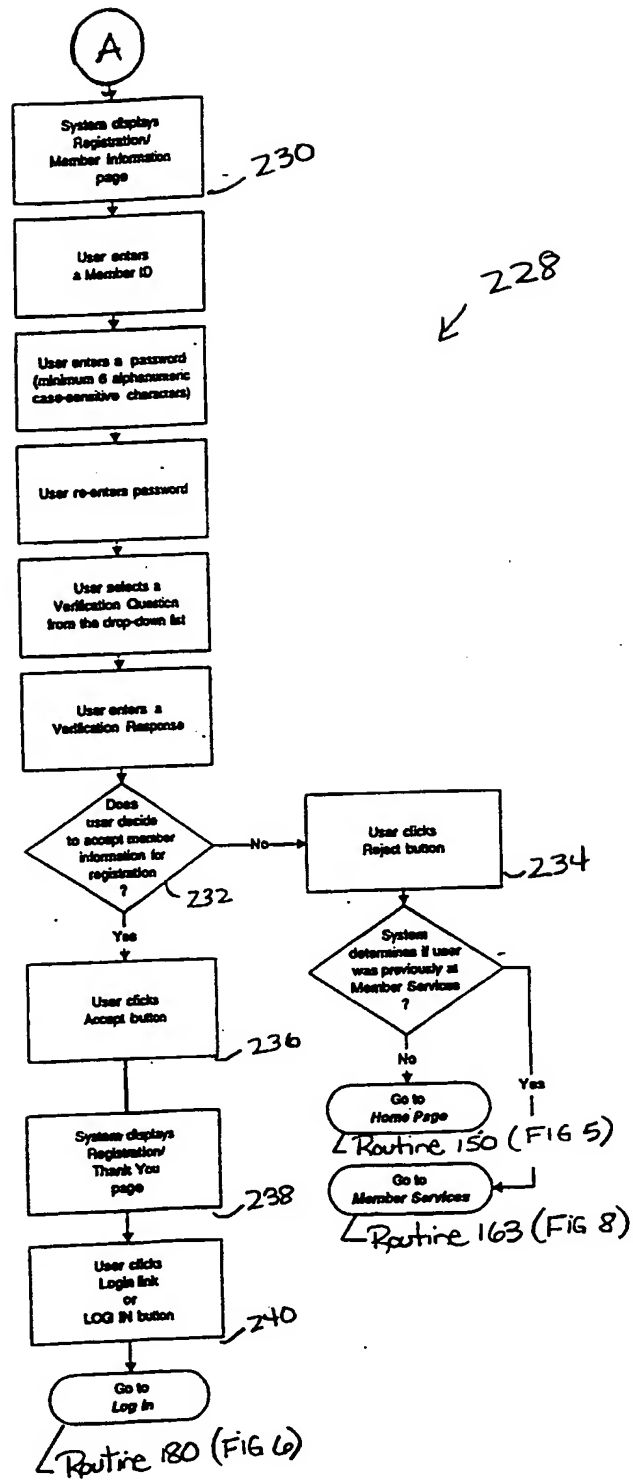 A
System displays
Registration/
Member Information
page
230
228
User enters
a Member ID
User enters a password
(minimum 6 alphanumeric
case-sensitive characters)
User re-enters password
User selects a
Verification Question
from the drop-down list
User enters a
Verification Response
Does
user decide
to accept member
information for
registration
?
232
No
User clicks
Reject button
234
Yes
System
determines if user
was previously at
Member Services
?
User clicks
Accept button
236
No
Yes
Go to
Home Page
Routine 150 (FIG 5)
System displays
Registration/
Thank You
page
238
Go to
Member Services
Routine 163 (FIG 8)
User clicks
Login link
or
LOG IN button
240
Go to
Log In
Routine 180 (FIG 6)